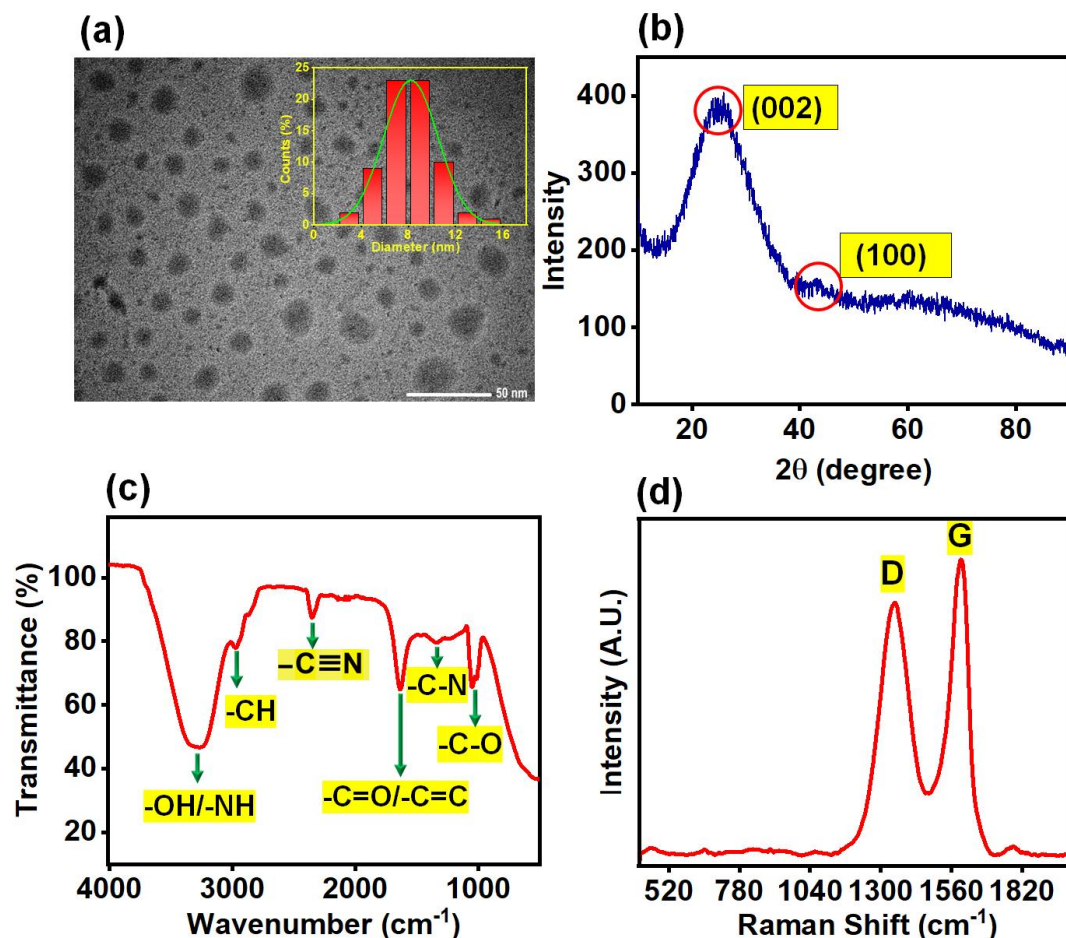 (a)
25
20
15
10
5
0
Counts (%)
0 4 8 12 16
Diameter (nm)
50 nm
(b)
400
300
200
100
0
Intensity
(002)
(100)
20 40 60 80
2θ (degree)
(c)
100
80
60
40
20
Transmittance (%)
–C≡N
-CH
-C-N
-C-O
-OH/-NH
-C=O/-C=C
4000 3000 2000 1000
Wavenumber (cm⁻¹)
(d)
D
G
Intensity (A.U.)
520 780 1040 1300 1560 1820
Raman Shift (cm⁻¹)